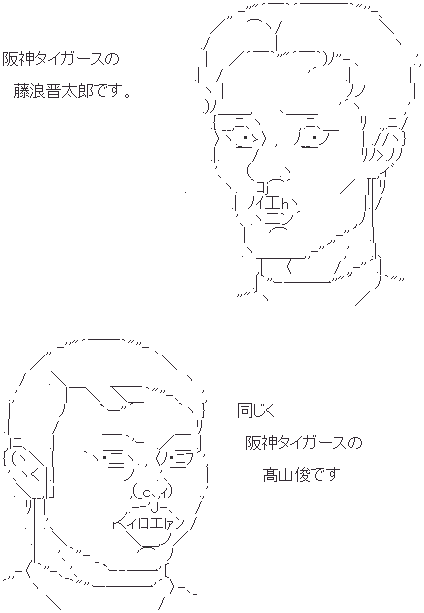 阪神タイガースの
藤浪晋太郎です。
同じく
阪神タイガースの
髙山俊です